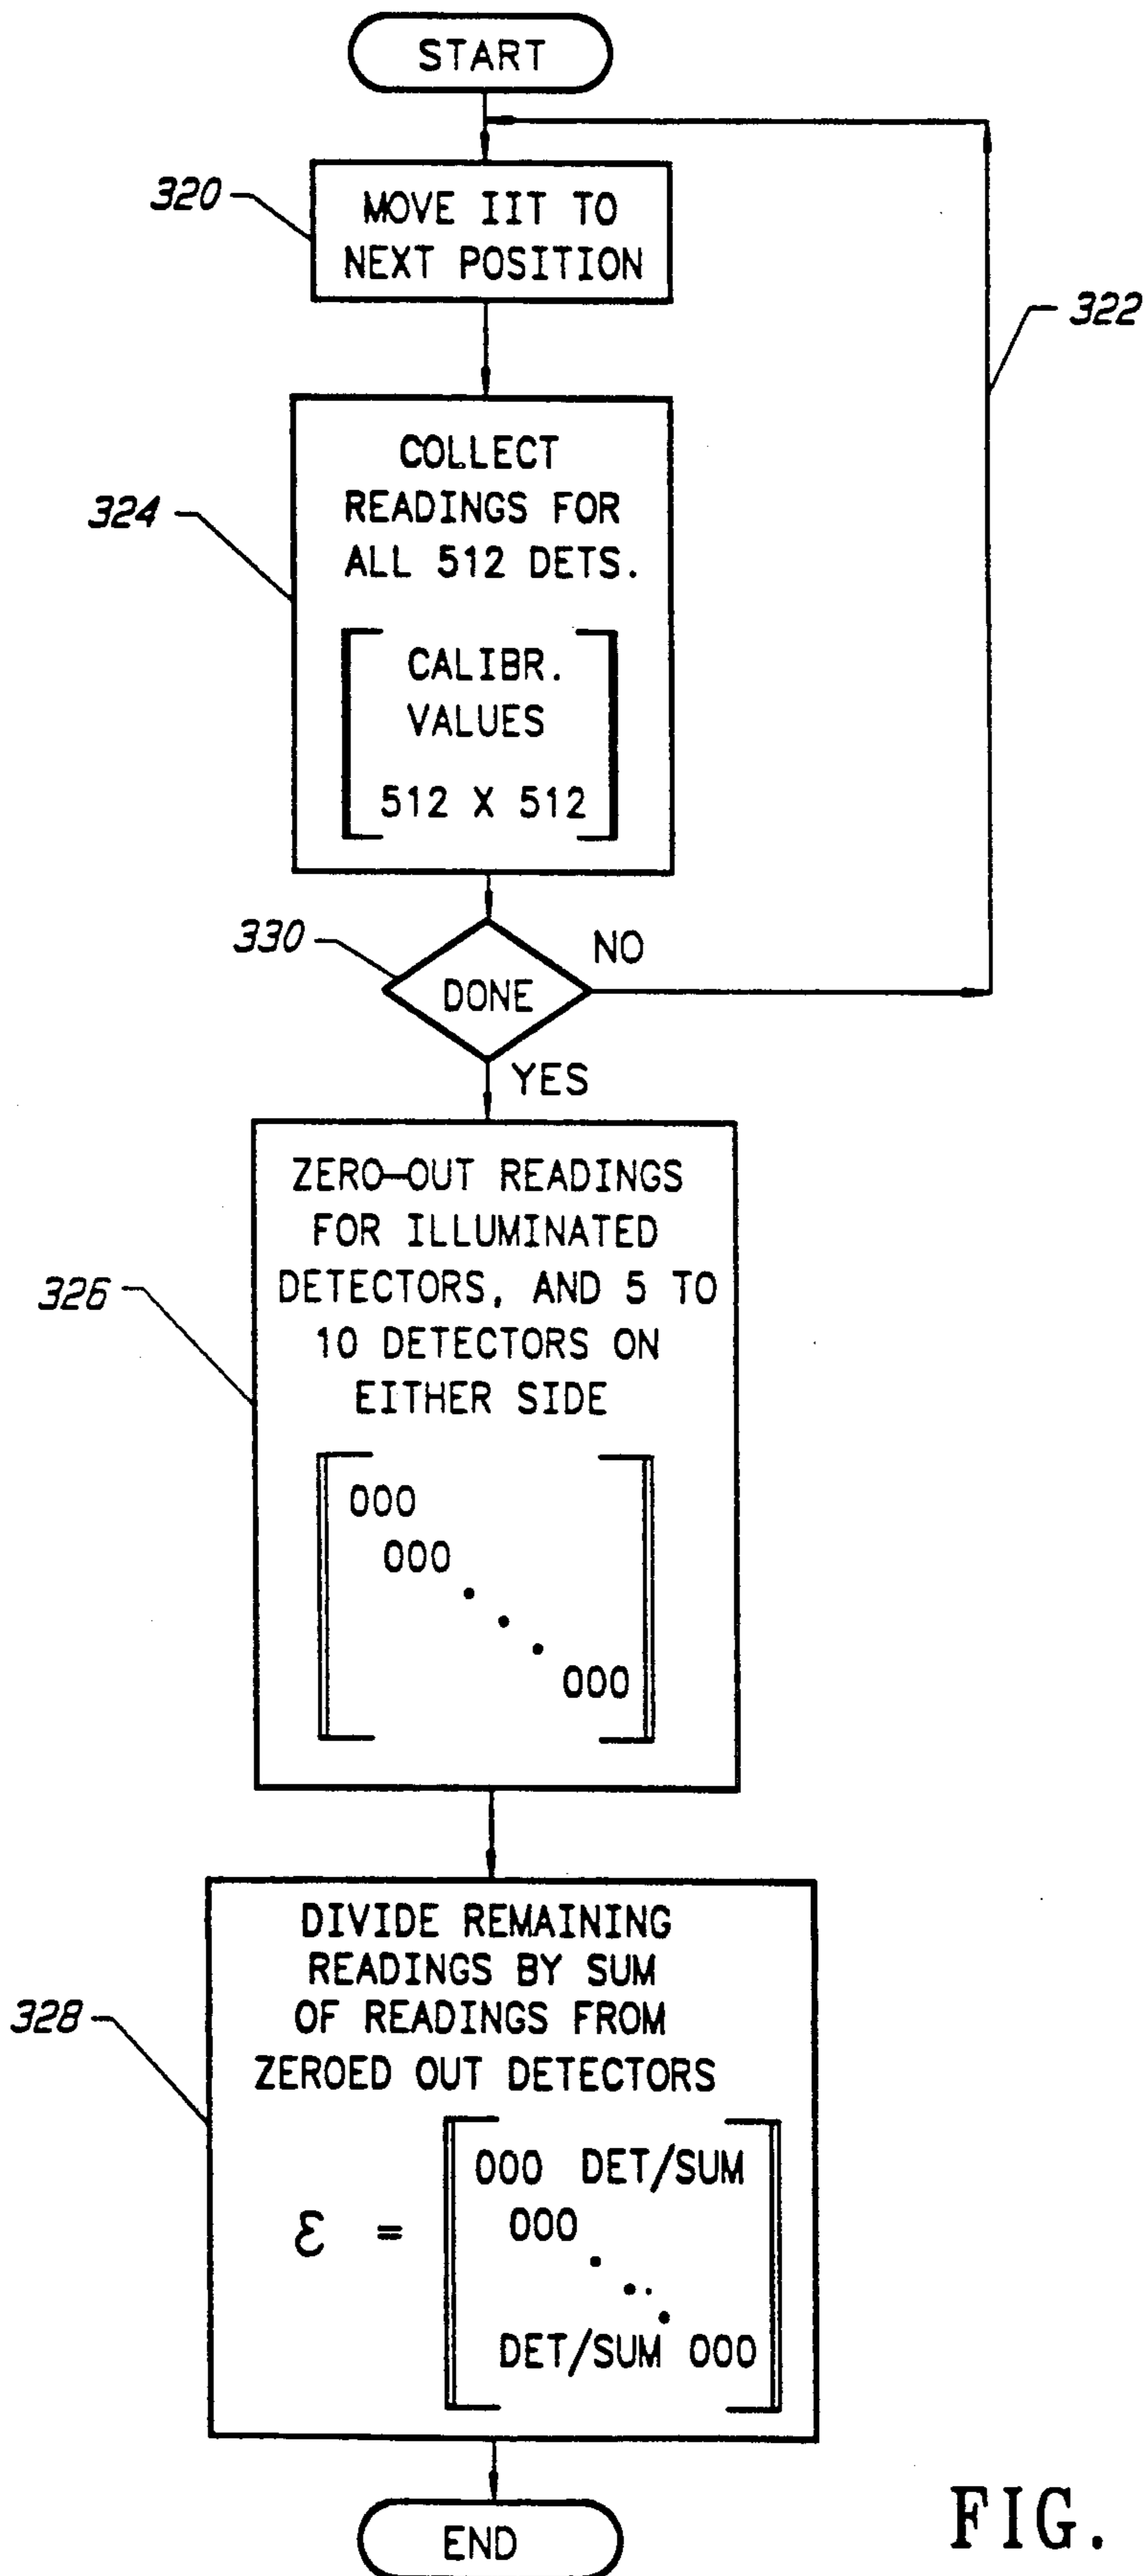 START
320
MOVE IIT TO
NEXT POSITION
322
324
COLLECT
READINGS FOR
ALL 512 DETS.
CALIBR.
VALUES
512 X 512
330
DONE
NO
YES
326
ZERO-OUT READINGS
FOR ILLUMINATED
DETECTORS, AND 5 TO
10 DETECTORS ON
EITHER SIDE
000
000
000
328
DIVIDE REMAINING
READINGS BY SUM
OF READINGS FROM
ZEROED OUT DETECTORS
ε =
000 DET/SUM
000
DET/SUM 000
END
FIG.